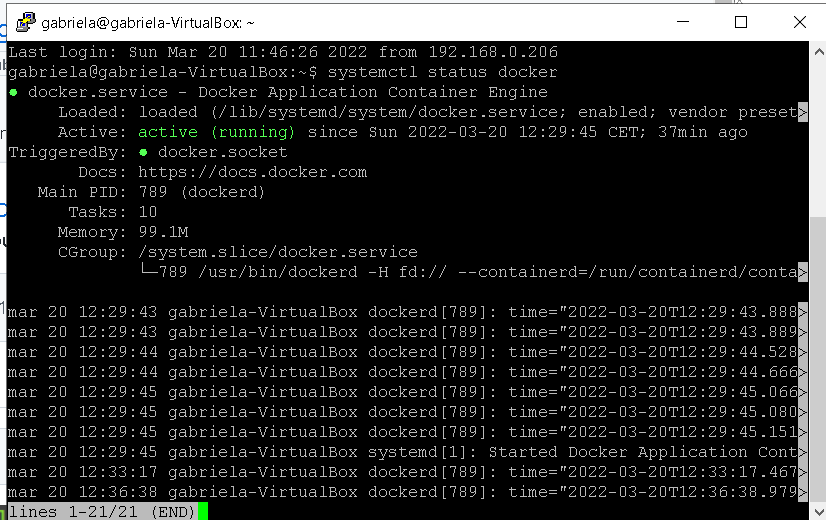 gabriela@gabriela-VirtualBox: ~
Last login: Sun Mar 20 11:46:26 2022 from 192.168.0.206
gabriela@gabriela-VirtualBox:~$ systemctl status docker
● docker.service - Docker Application Container Engine
     Loaded: loaded (/lib/systemd/system/docker.service; enabled; vendor preset>
     Active: active (running) since Sun 2022-03-20 12:29:45 CET; 37min ago
TriggeredBy: ● docker.socket
       Docs: https://docs.docker.com
   Main PID: 789 (dockerd)
      Tasks: 10
     Memory: 99.1M
     CGroup: /system.slice/docker.service
             └─789 /usr/bin/dockerd -H fd:// --containerd=/run/containerd/conta>
mar 20 12:29:43 gabriela-VirtualBox dockerd[789]: time="2022-03-20T12:29:43.888>
mar 20 12:29:43 gabriela-VirtualBox dockerd[789]: time="2022-03-20T12:29:43.889>
mar 20 12:29:44 gabriela-VirtualBox dockerd[789]: time="2022-03-20T12:29:44.528>
mar 20 12:29:44 gabriela-VirtualBox dockerd[789]: time="2022-03-20T12:29:44.666>
mar 20 12:29:45 gabriela-VirtualBox dockerd[789]: time="2022-03-20T12:29:45.066>
mar 20 12:29:45 gabriela-VirtualBox dockerd[789]: time="2022-03-20T12:29:45.080>
mar 20 12:29:45 gabriela-VirtualBox dockerd[789]: time="2022-03-20T12:29:45.151>
mar 20 12:29:45 gabriela-VirtualBox systemd[1]: Started Docker Application Cont>
mar 20 12:33:17 gabriela-VirtualBox dockerd[789]: time="2022-03-20T12:33:17.467>
mar 20 12:36:38 gabriela-VirtualBox dockerd[789]: time="2022-03-20T12:36:38.979>
lines 1-21/21 (END)